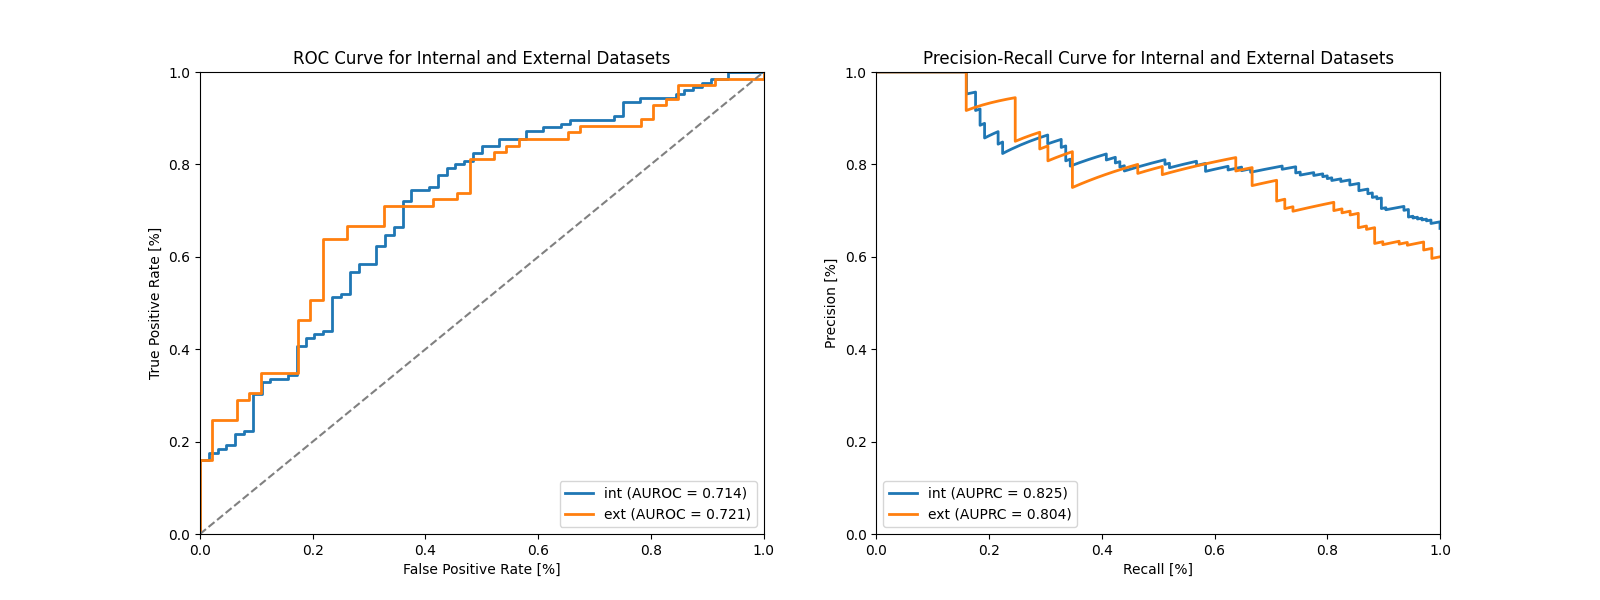 ROC Curve for Internal and External Datasets
True Positive Rate [%]
1.0
0.8
0.6
0.4
0.2
0.0
int (AUROC = 0.714)
ext (AUROC = 0.721)
0.0 0.2 0.4 0.6 0.8 1.0
False Positive Rate [%]
Precision-Recall Curve for Internal and External Datasets
Precision [%]
1.0
0.8
0.6
0.4
0.2
0.0
int (AUPRC = 0.825)
ext (AUPRC = 0.804)
0.0 0.2 0.4 0.6 0.8 1.0
Recall [%]